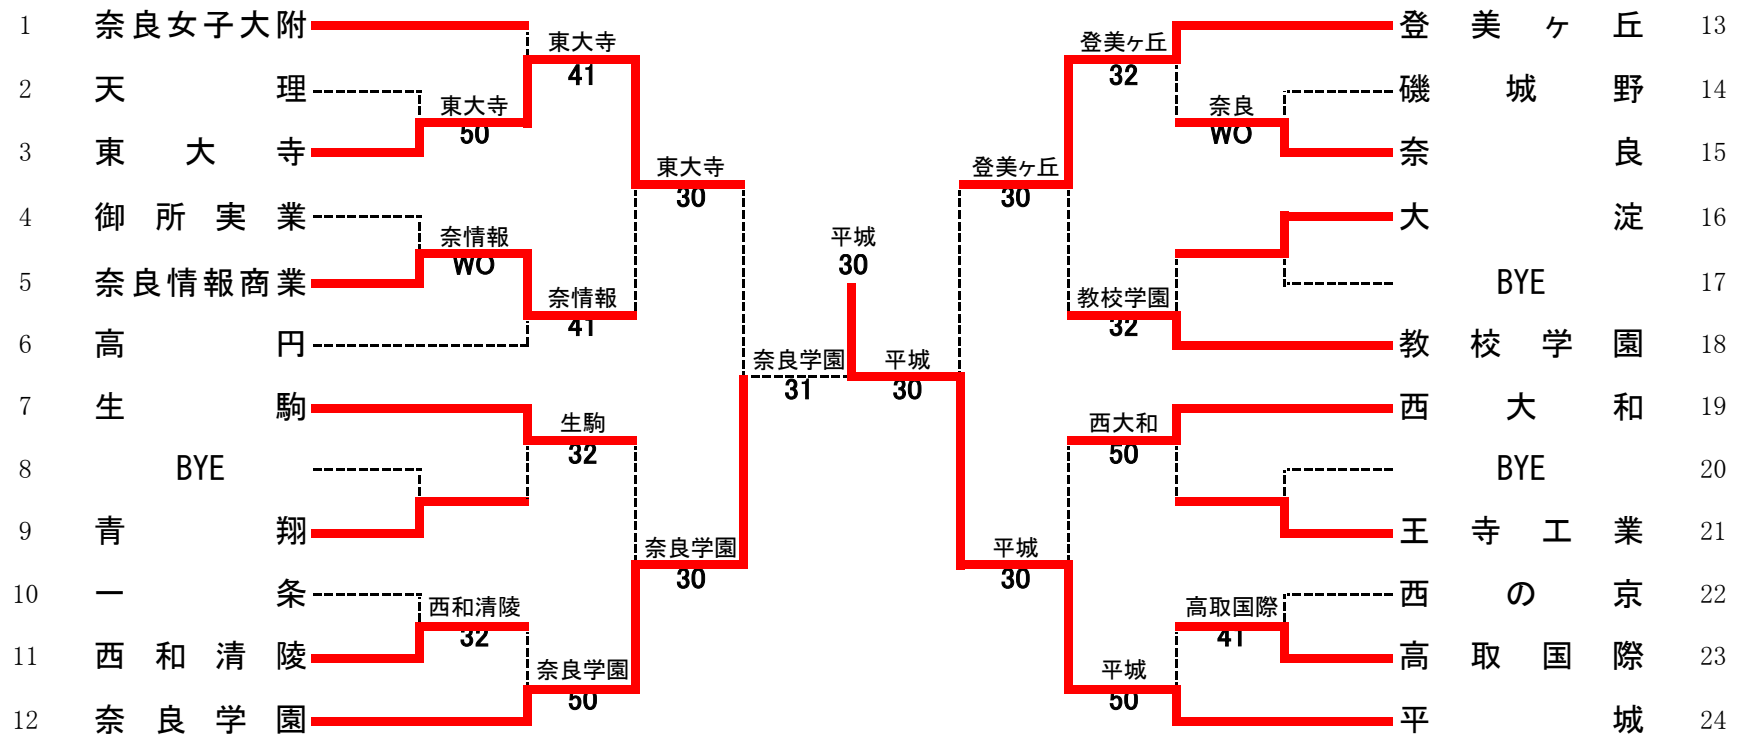 1 奈良女子大附
2 天理
3 東大寺
4 御所実業
5 奈良情報商業
6 高円
7 生駒
8 BYE
9 青翔
10 一条
11 西和清陵
12 奈良学園
東大寺
50
奈情報
WO
西和清陵
32
東大寺
41
奈情報
41
生駒
32
奈良学園
50
東大寺
30
奈良学園
30
奈良学園
31
平城
30
平城
30
登美ヶ丘
30
平城
30
登美ヶ丘
32
教校学園
32
西大和
50
平城
50
奈良
WO
高取国際
41
登美ヶ丘 13
磯城野 14
奈良 15
大淀 16
BYE 17
教校学園 18
西大和 19
BYE 20
王寺工業 21
西の京 22
高取国際 23
平城 24